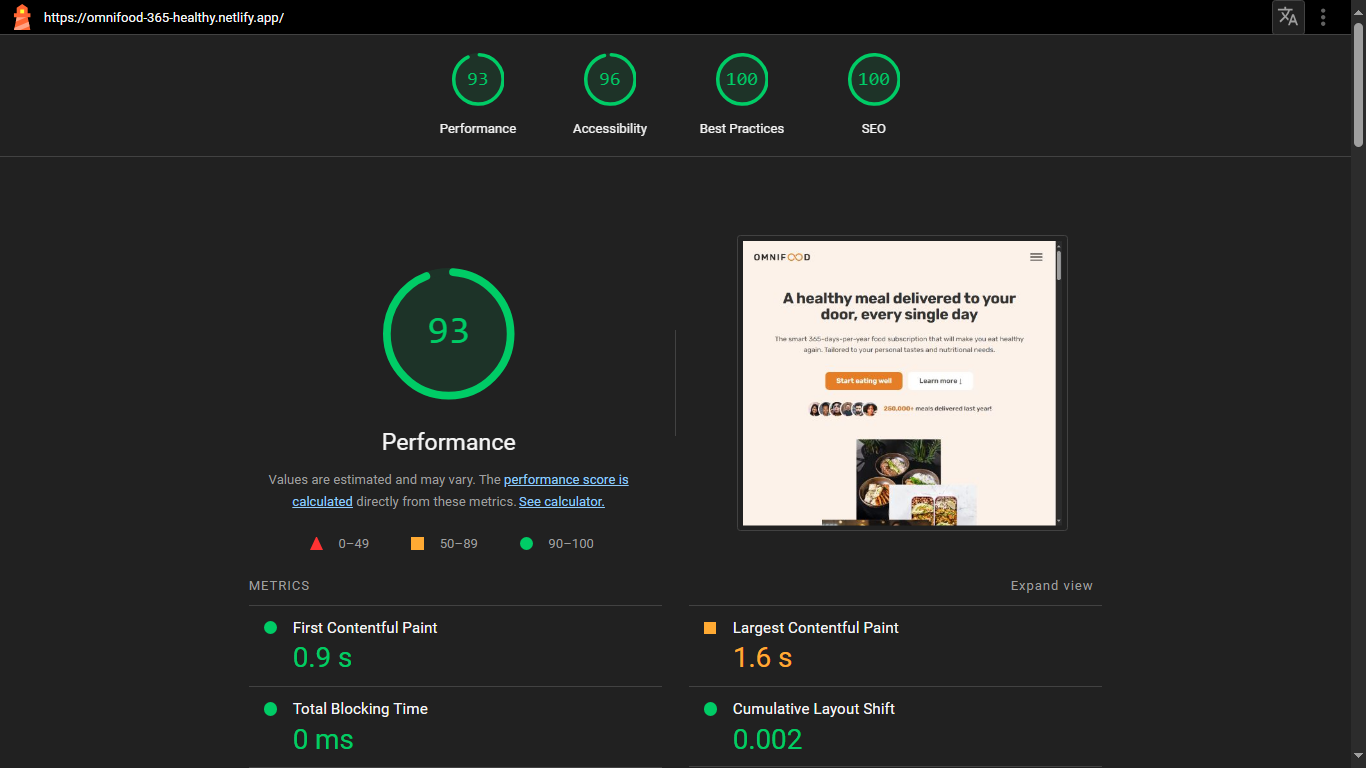 https://omnifood-365-healthy.netlify.app/
93
96
100
100
Performance
Accessibility
Best Practices
SEO
93
Performance
Values are estimated and may vary. The performance score is
calculated directly from these metrics. See calculator.
0–49
50–89
90–100
OMNIFOOD
A healthy meal delivered to your
door, every single day
The smart 365-days-per-year food subscription that will make you eat healthy
again. Tailored to your personal tastes and nutritional needs.
Start eating well
Learn more ↓
250,000+ meals delivered last year!
METRICS
Expand view
First Contentful Paint
0.9 s
Largest Contentful Paint
1.6 s
Total Blocking Time
0 ms
Cumulative Layout Shift
0.002